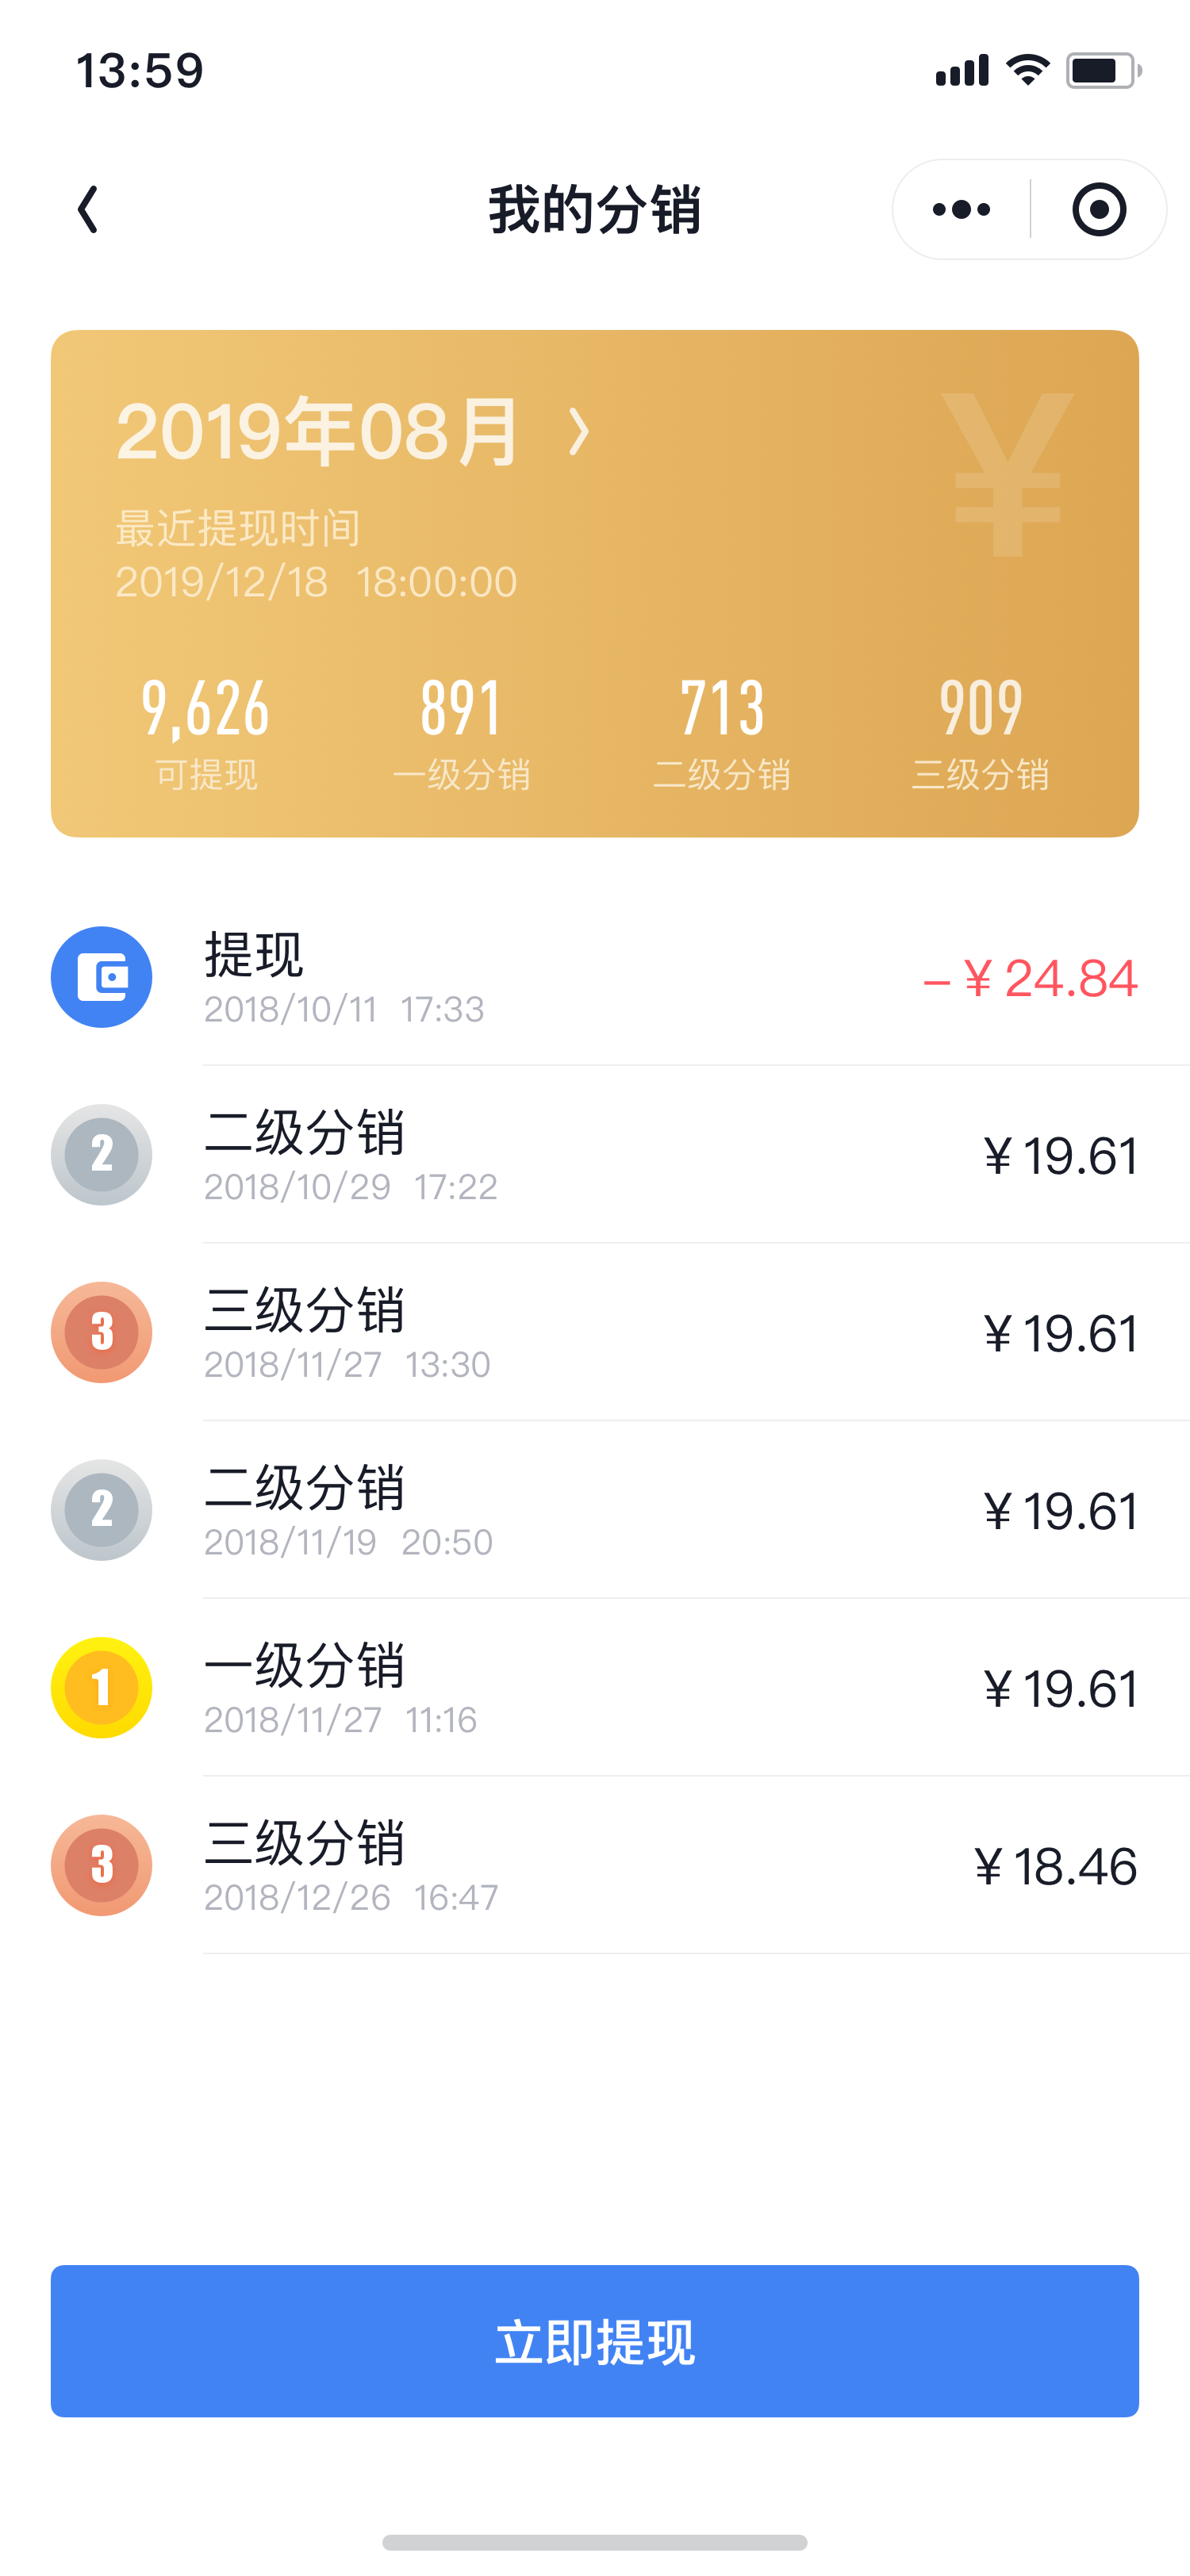 13:59
我的分销
2019年08月
¥
最近提现时间
2019/12/18 18:00:00
9,626 891 713 909
可提现 一级分销 二级分销 三级分销
提现
–¥24.84
2018/10/11 17:33
2
二级分销
¥19.61
2018/10/29 17:22
3
三级分销
¥19.61
2018/11/27 13:30
2
二级分销
¥19.61
2018/11/19 20:50
1
一级分销
¥19.61
2018/11/27 11:16
3
三级分销
¥18.46
2018/12/26 16:47
立即提现